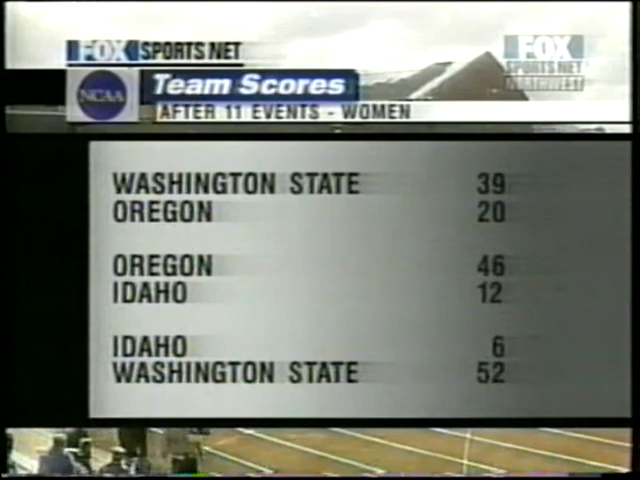 FOX SPORTS NET
FOX
SPORTS NET
NORTHWEST
NCAA
Team Scores
AFTER 11 EVENTS - WOMEN
WASHINGTON STATE 39
OREGON 20
OREGON 46
IDAHO 12
IDAHO 6
WASHINGTON STATE 52